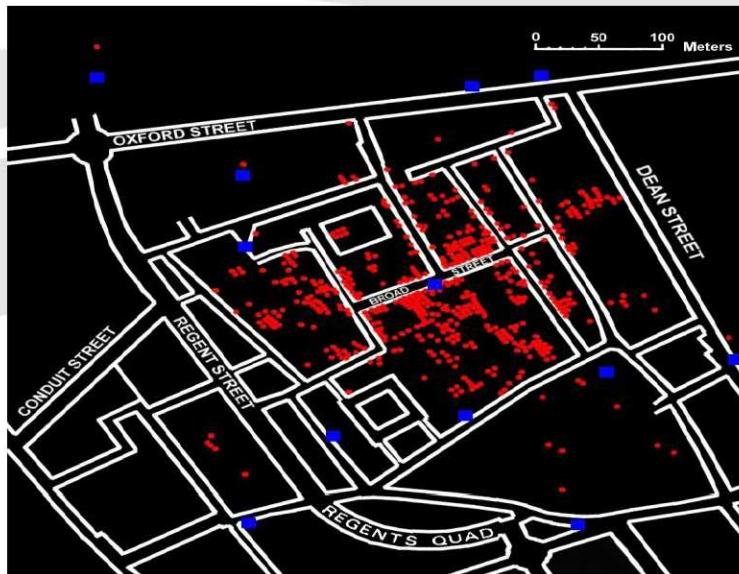 0 50 100 Meters
OXFORD STREET
DEAN STREET
BROAD STREET
CONDUIT STREET
REGENT STREET
REGENTS QUAD